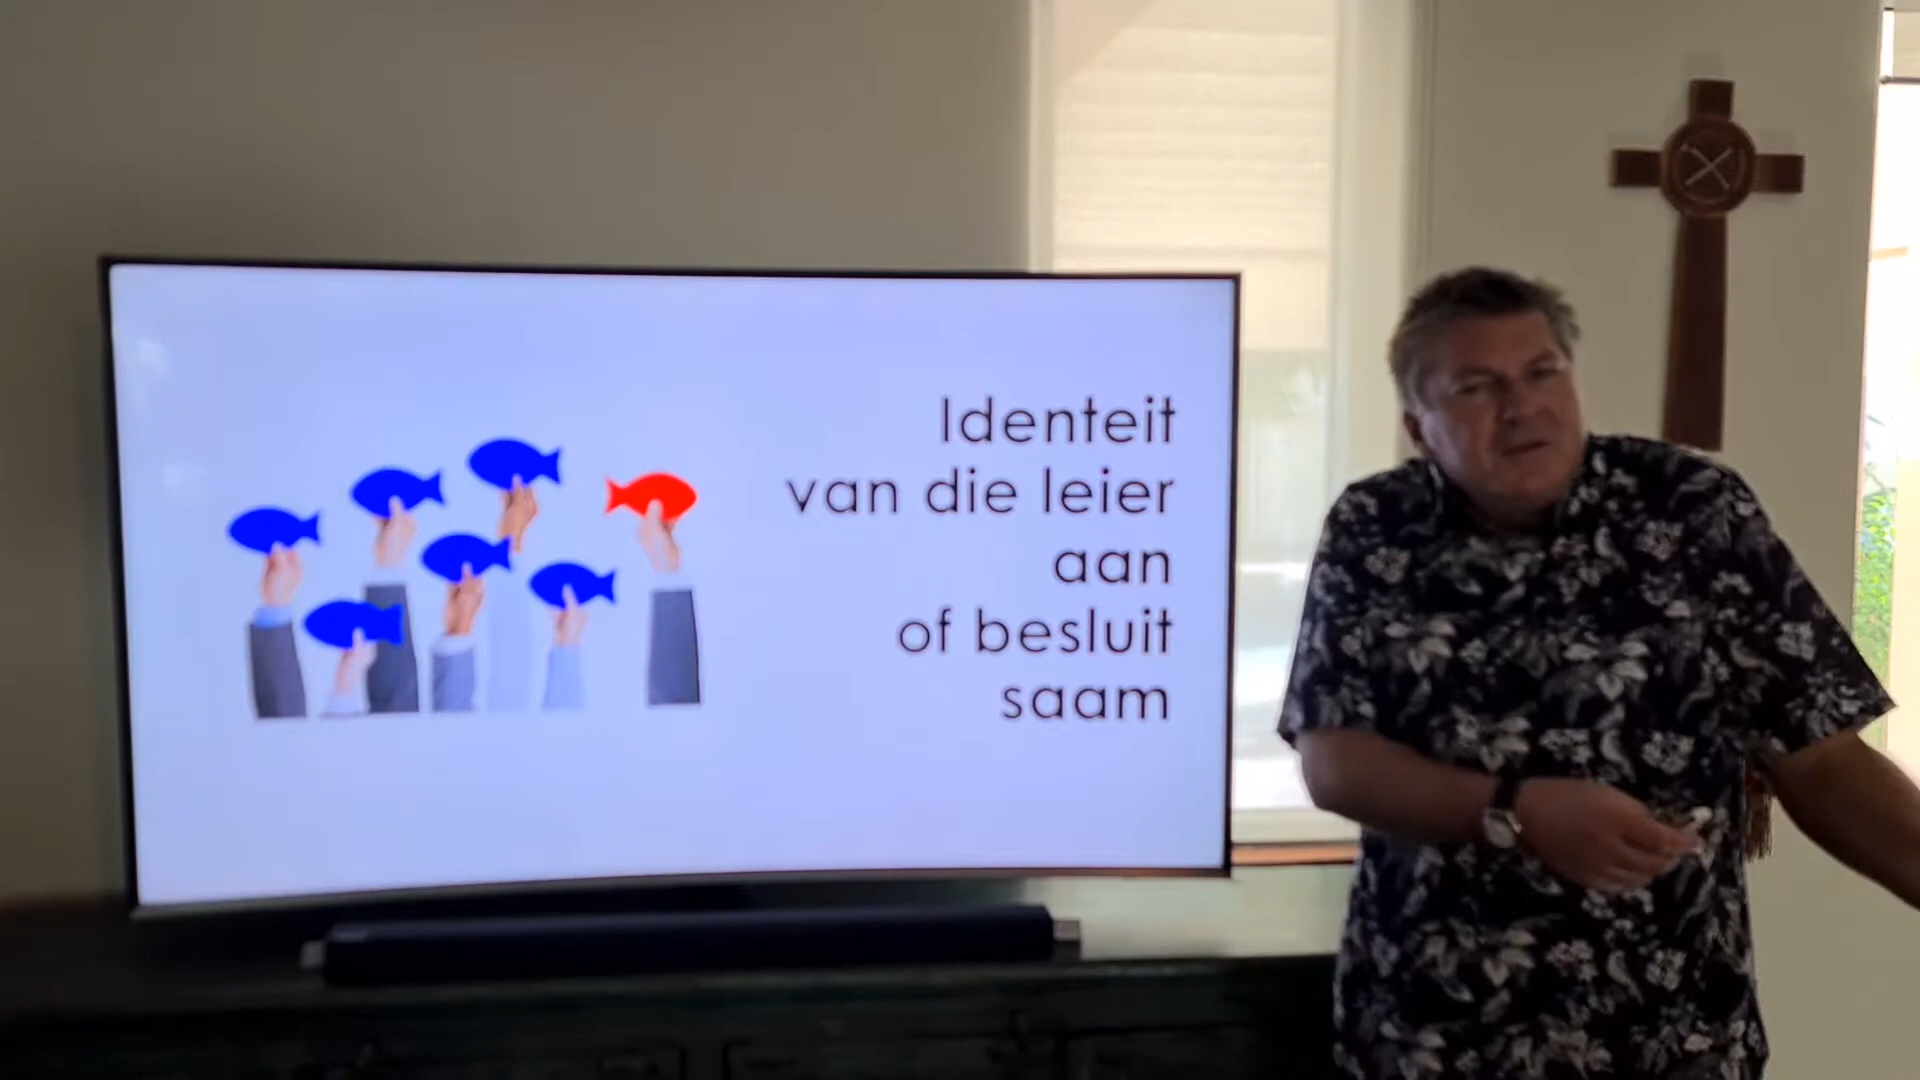 Identeit
van die leier
aan
of besluit
saam